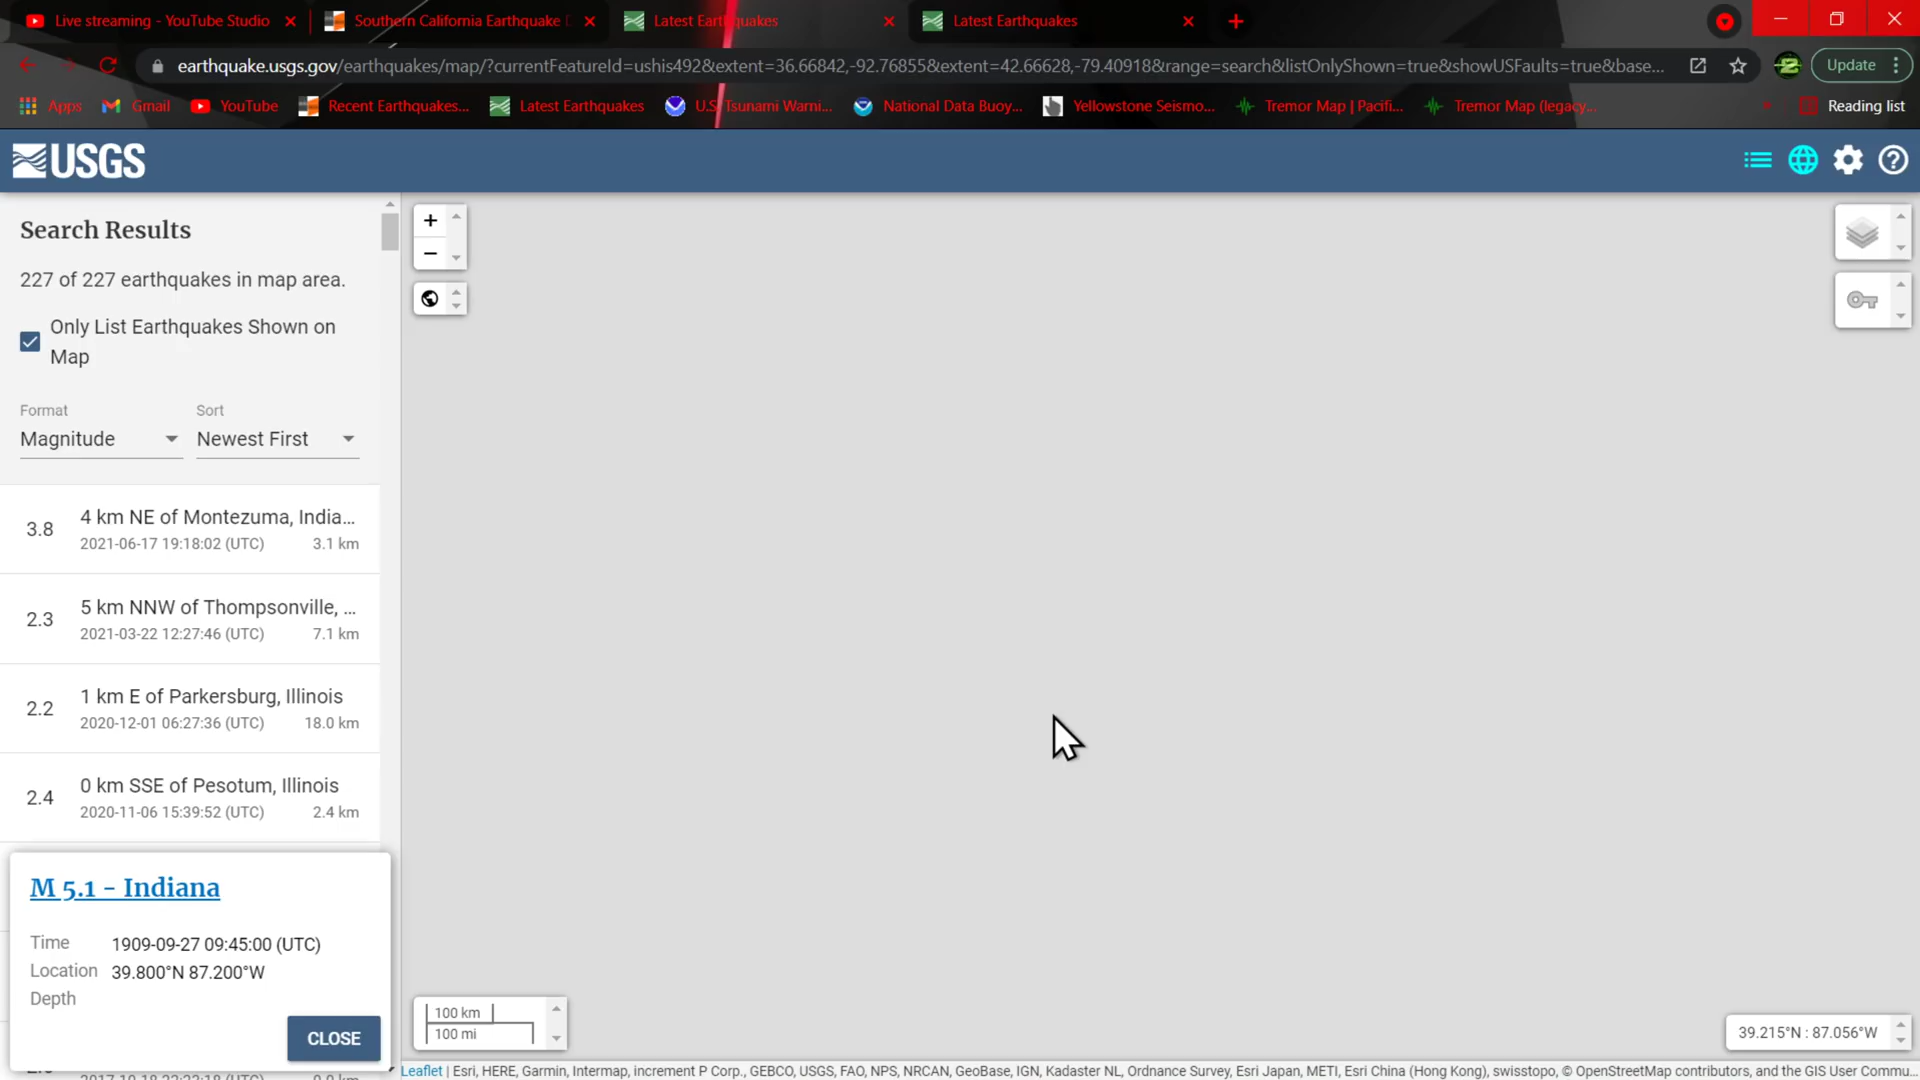 Live streaming - YouTube Studio
Southern California Earthquake
Latest Earthquakes
Latest Earthquakes
earthquake.usgs.gov/earthquakes/map/?currentFeatureId=ushis492&extent=36.66842,-92.76855&extent=42.66628,-79.40918&range=search&listOnlyShown=true&showUSFaults=true&base...
Update
Apps
Gmail
YouTube
Recent Earthquakes...
Latest Earthquakes
U.S. Tsunami Warni...
National Data Buoy...
Yellowstone Seismo...
Tremor Map | Pacifi...
Tremor Map (legacy...
Reading list
USGS
Search Results
227 of 227 earthquakes in map area.
Only List Earthquakes Shown on
Map
Format
Sort
Magnitude
Newest First
3.8
4 km NE of Montezuma, India...
2021-06-17 19:18:02 (UTC) 3.1 km
2.3
5 km NNW of Thompsonville, ...
2021-03-22 12:27:46 (UTC) 7.1 km
2.2
1 km E of Parkersburg, Illinois
2020-12-01 06:27:36 (UTC) 18.0 km
2.4
0 km SSE of Pesotum, Illinois
2020-11-06 15:39:52 (UTC) 2.4 km
M 5.1 - Indiana
Time 1909-09-27 09:45:00 (UTC)
Location 39.800°N 87.200°W
Depth
CLOSE
100 km
100 mi
39.215°N : 87.056°W
Leaflet | Esri, HERE, Garmin, Intermap, increment P Corp., GEBCO, USGS, FAO, NPS, NRCAN, GeoBase, IGN, Kadaster NL, Ordnance Survey, Esri Japan, METI, Esri China (Hong Kong), swisstopo, © OpenStreetMap contributors, and the GIS User Commu...